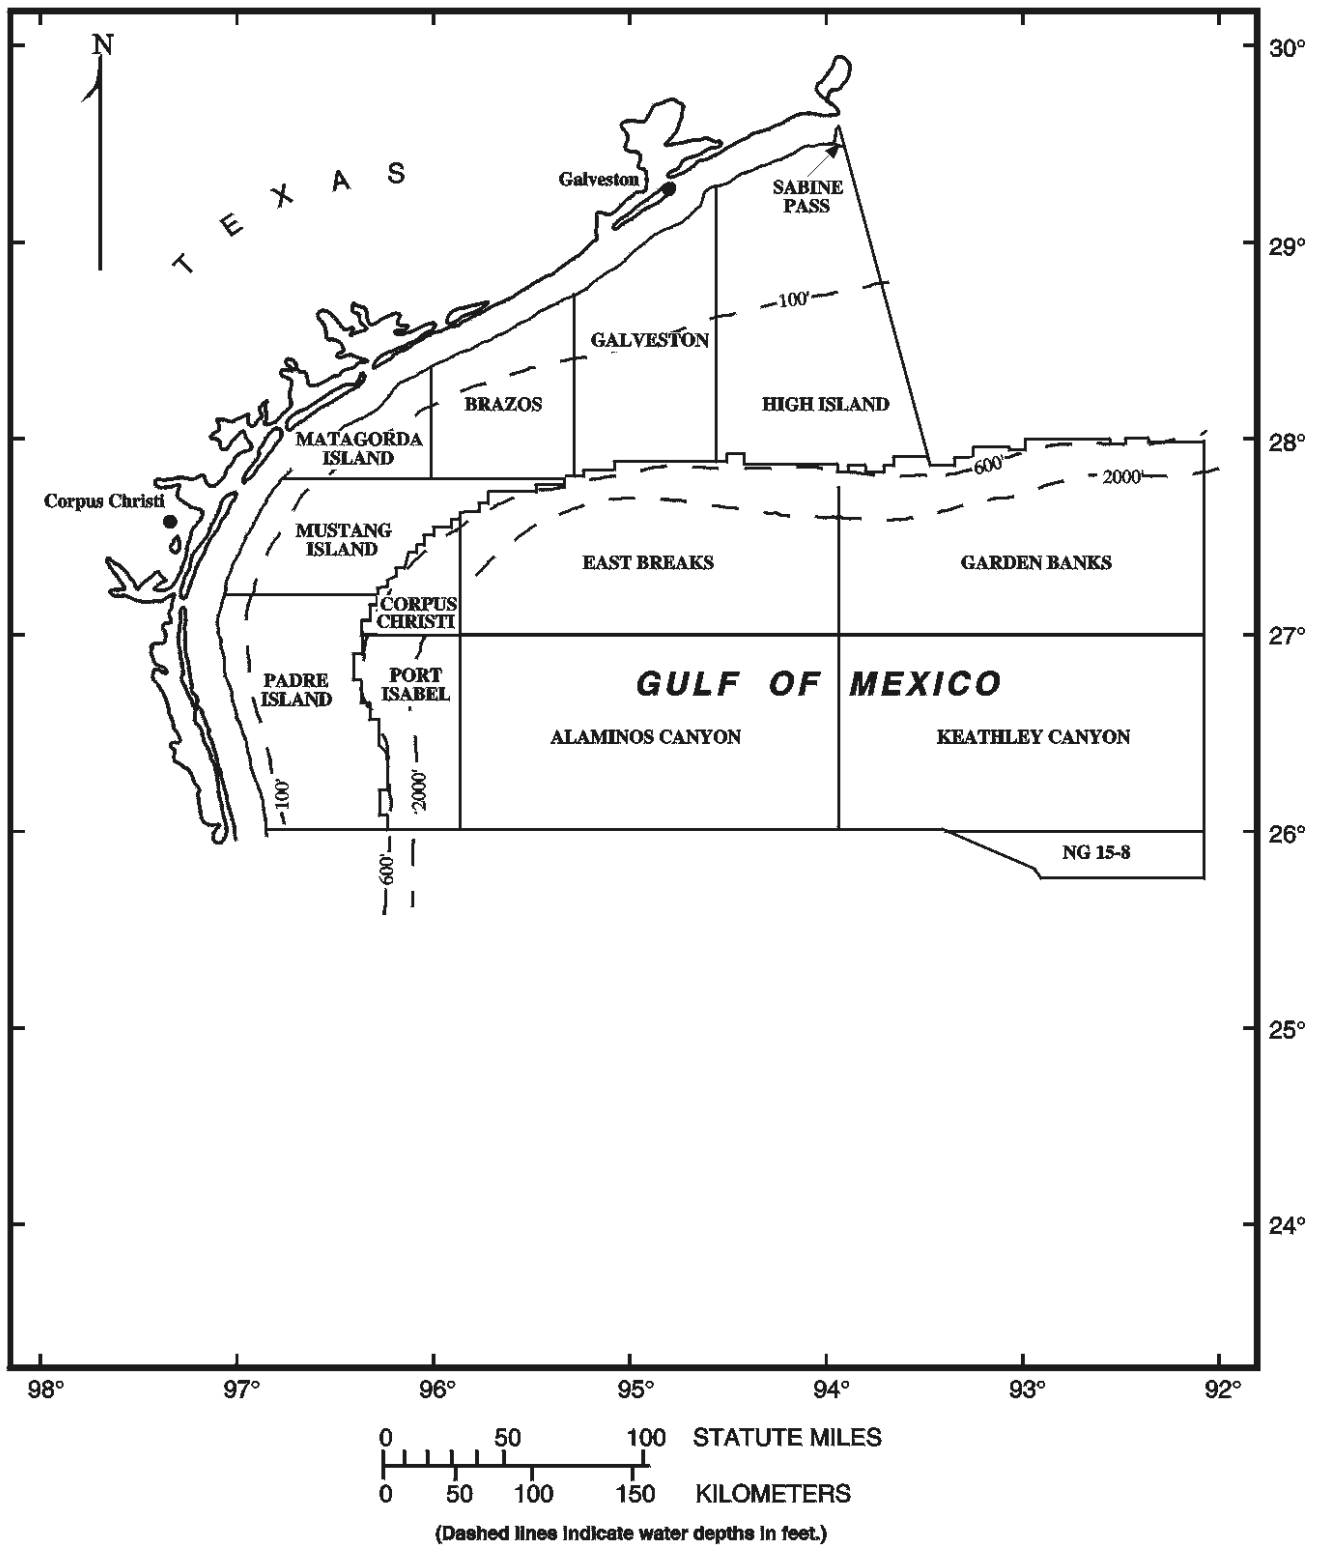 N
30°
TEXAS
Galveston
SABINE
PASS
29°
100'
GALVESTON
BRAZOS
HIGH ISLAND
MATAGORDA
ISLAND
28°
600'
2000'
Corpus Christi
MUSTANG
ISLAND
EAST BREAKS
GARDEN BANKS
CORPUS
CHRISTI
27°
PADRE
ISLAND
PORT
ISABEL
GULF OF MEXICO
ALAMINOS CANYON
KEATHLEY CANYON
100'
2000'
26°
NG 15-8
600'
25°
24°
98° 97° 96° 95° 94° 93° 92°
0 50 100 STATUTE MILES
0 50 100 150 KILOMETERS
(Dashed lines indicate water depths in feet.)